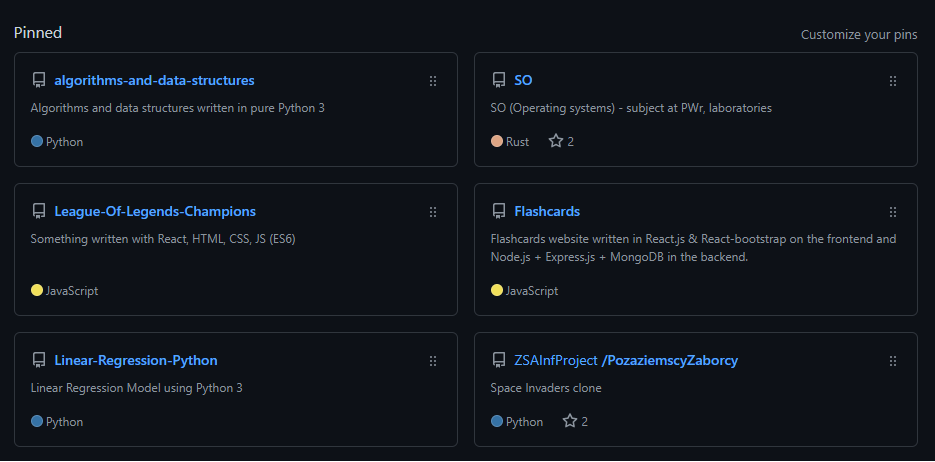 Pinned
Customize your pins
algorithms-and-data-structures
Algorithms and data structures written in pure Python 3
Python
SO
SO (Operating systems) - subject at PWr, laboratories
Rust 2
League-Of-Legends-Champions
Something written with React, HTML, CSS, JS (ES6)
JavaScript
Flashcards
Flashcards website written in React.js & React-bootstrap on the frontend and
Node.js + Express.js + MongoDB in the backend.
JavaScript
Linear-Regression-Python
Linear Regression Model using Python 3
Python
ZSAInfProject /PozaziemscyZaborcy
Space Invaders clone
Python 2